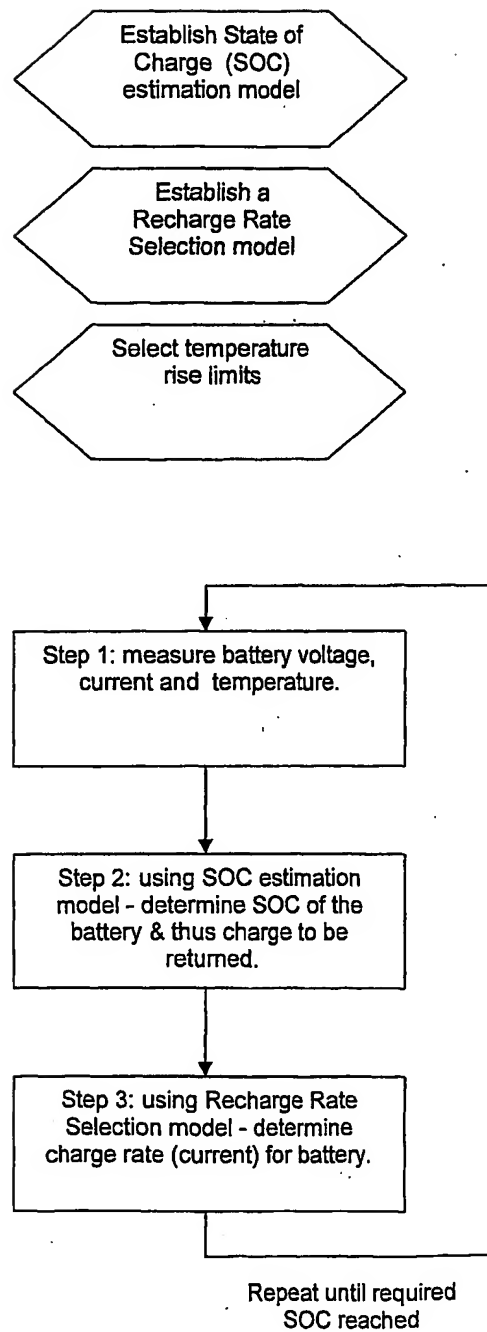 Establish State of
Charge (SOC)
estimation model
Establish a
Recharge Rate
Selection model
Select temperature
rise limits
Step 1: measure battery voltage,
current and temperature.
Step 2: using SOC estimation
model - determine SOC of the
battery & thus charge to be
returned.
Step 3: using Recharge Rate
Selection model - determine
charge rate (current) for battery.
Repeat until required
SOC reached